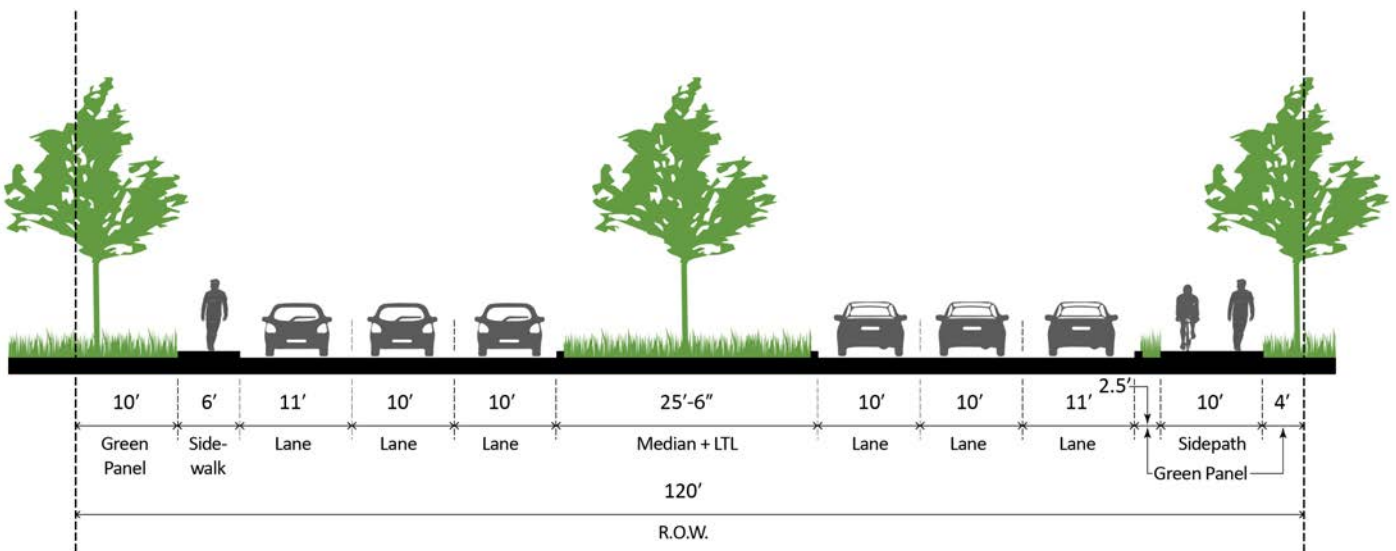 10′ 6′ 11′ 10′ 10′ 25′-6″ 10′ 10′ 11′ 2.5′ 10′ 4′
Green Panel
Side-walk
Lane
Lane
Lane
Median + LTL
Lane
Lane
Lane
Sidepath
Green Panel
120′
R.O.W.